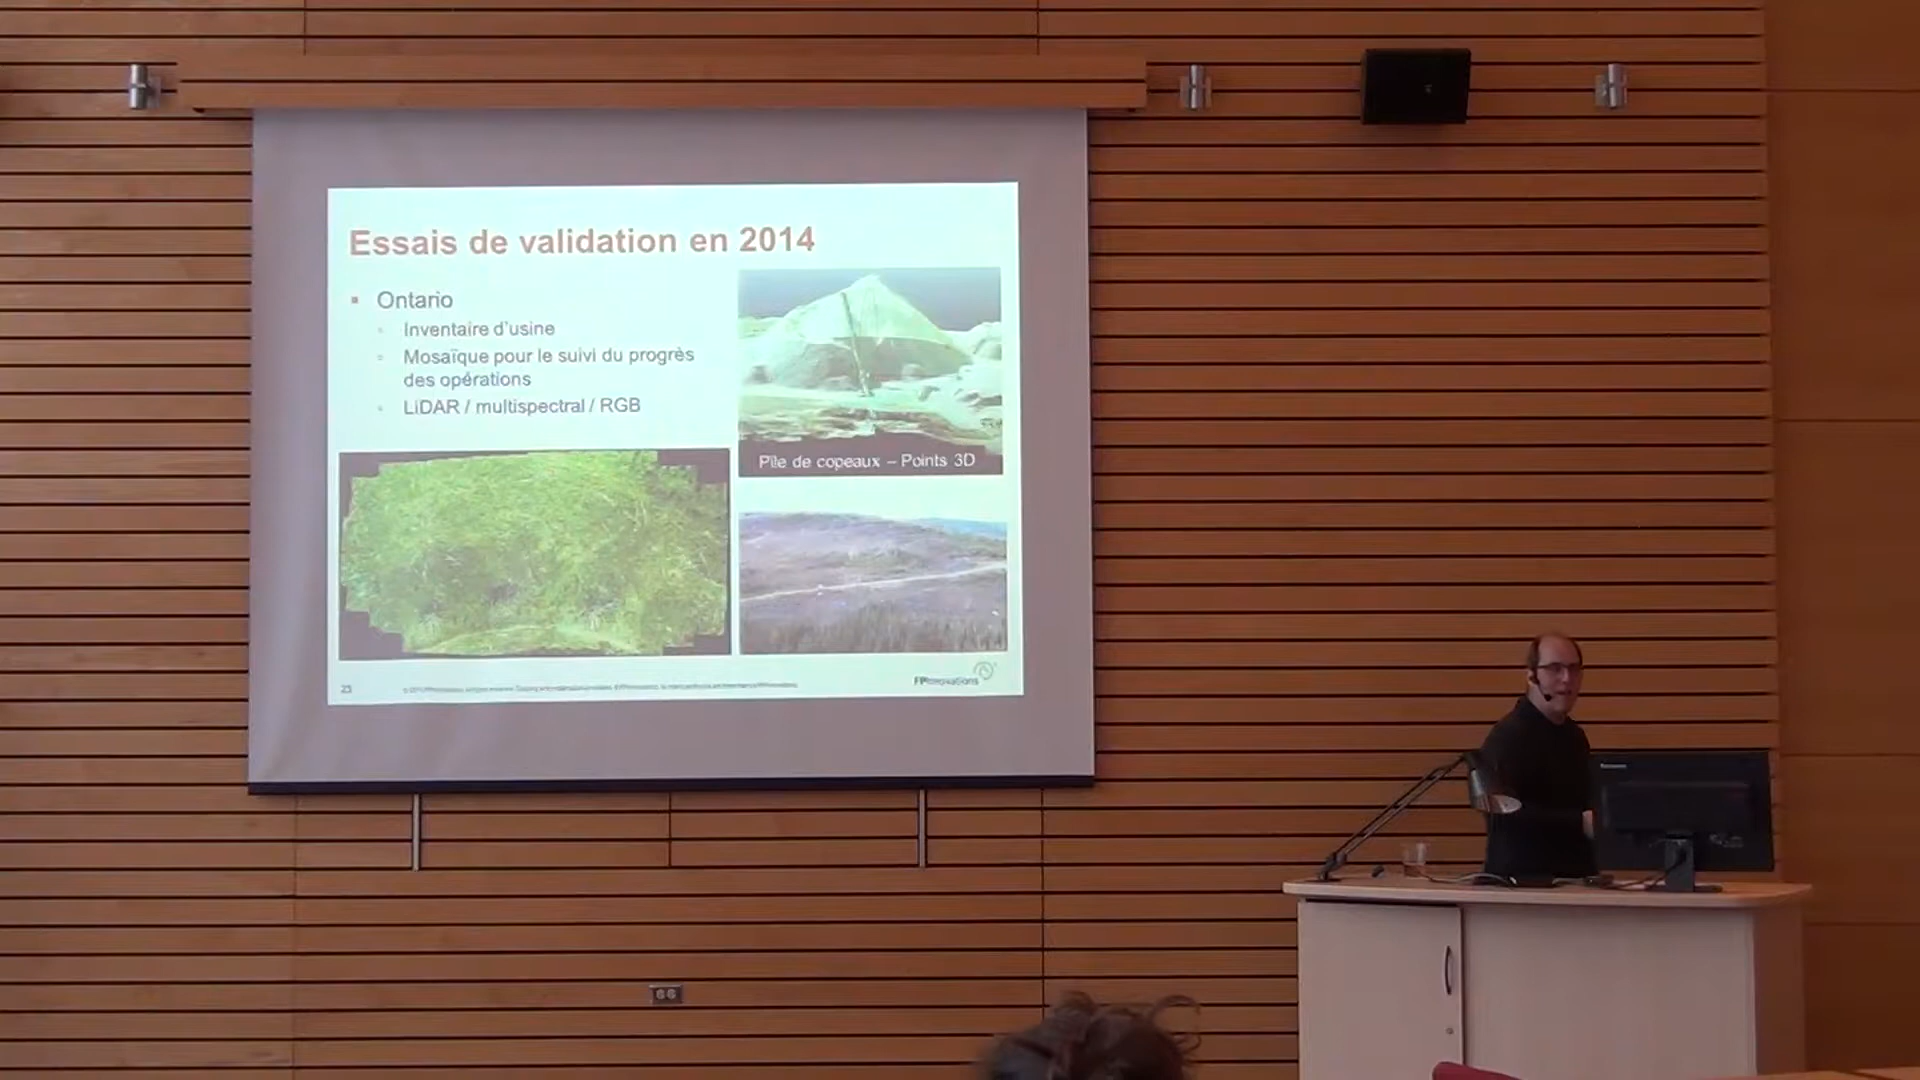 Essais de validation en 2014
Ontario
Inventaire d'usine
Mosaïque pour le suivi du progrès
des opérations
LiDAR / multispectral / RGB
Pile de copeaux – Points 3D
23
FPInnovations